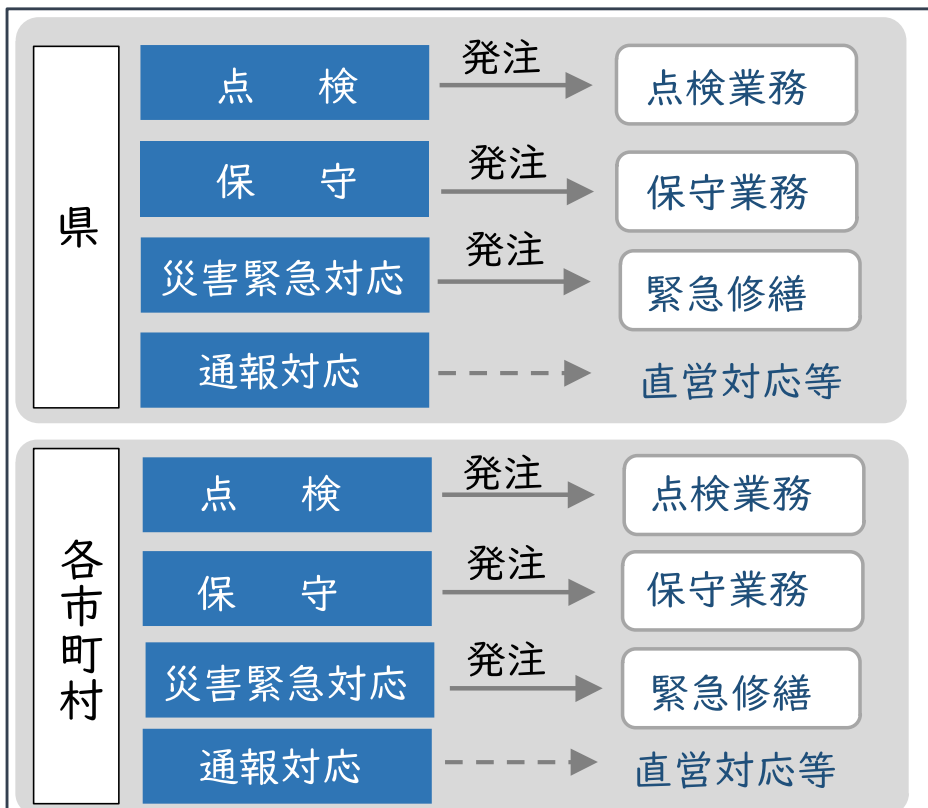 県
点検 発注 点検業務
保守 発注 保守業務
災害緊急対応 発注 緊急修繕
通報対応 直営対応等
各市町村
点検 発注 点検業務
保守 発注 保守業務
災害緊急対応 発注 緊急修繕
通報対応 直営対応等